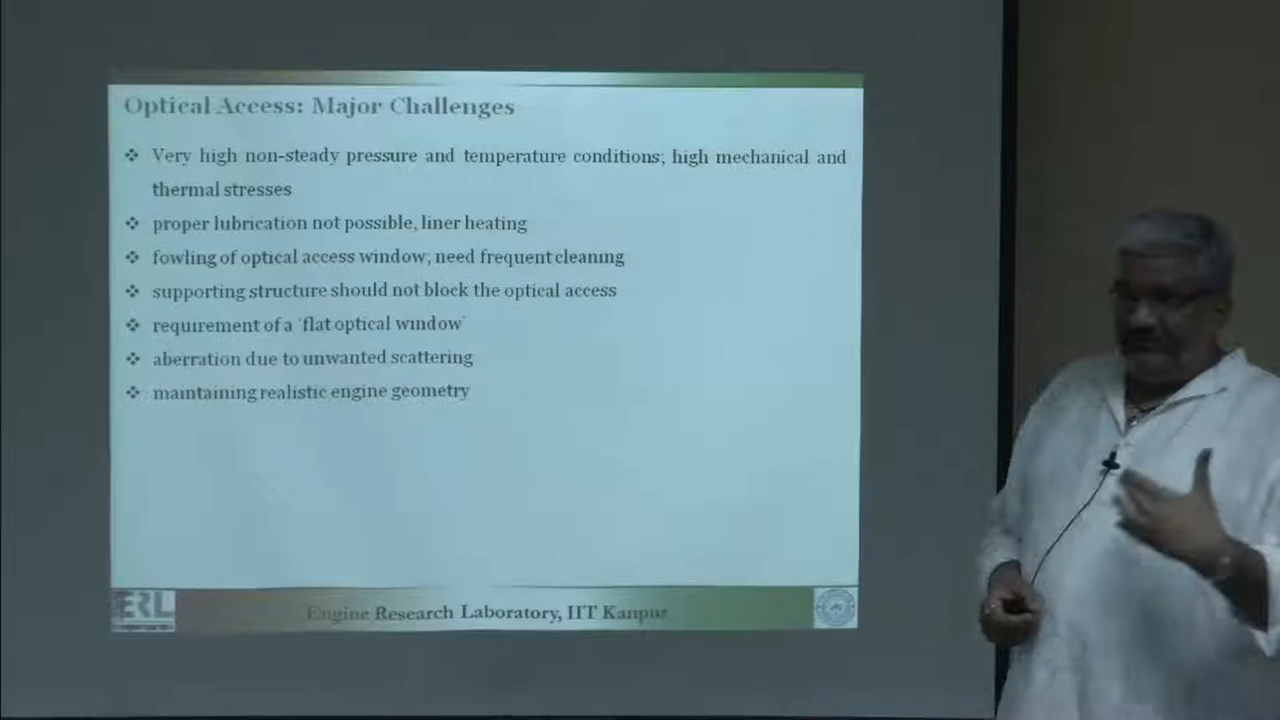 Optical Access: Major Challenges
❖ Very high non-steady pressure and temperature conditions; high mechanical and
thermal stresses
❖ proper lubrication not possible, liner heating
❖ fowling of optical access window; need frequent cleaning
❖ supporting structure should not block the optical access
❖ requirement of a 'flat optical window'
❖ aberration due to unwanted scattering
❖ maintaining realistic engine geometry
ERL
Engine Research Laboratory, IIT Kanpur